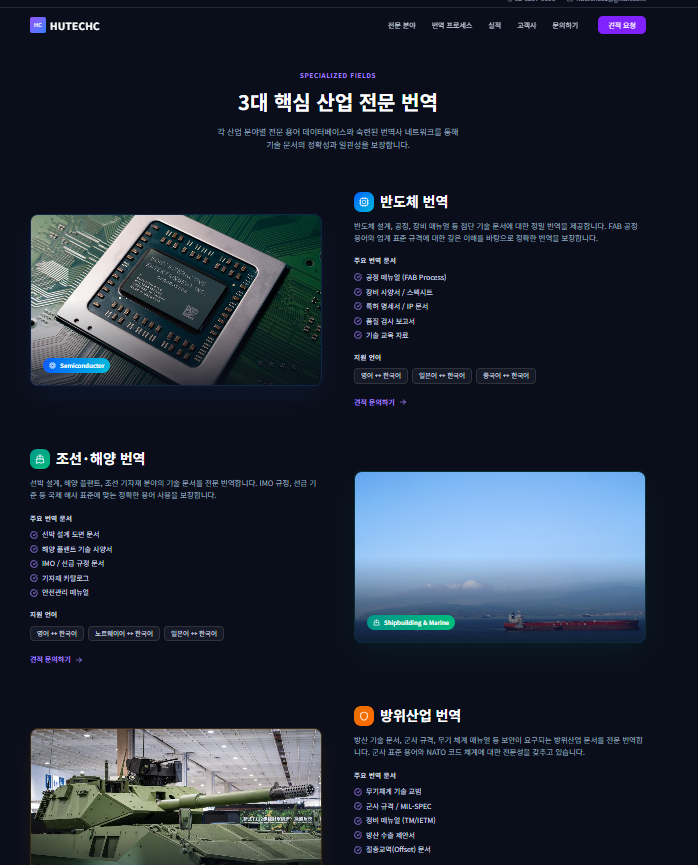 HC HUTECHC
전문 분야
번역 프로세스
실적
고객사
문의하기
견적 요청
SPECIALIZED FIELDS
3대 핵심 산업 전문 번역
각 산업 분야별 전문 용어 데이터베이스와 숙련된 번역사 네트워크를 통해
기술 문서의 정확성과 일관성을 보장합니다.
Semiconductor
반도체 번역
반도체 설계, 공정, 장비 매뉴얼 등 첨단 기술 문서에 대한 정밀 번역을 제공합니다. FAB 공정
용어와 업계 표준 규격에 대한 깊은 이해를 바탕으로 정확한 번역을 보장합니다.
주요 번역 문서
공정 매뉴얼 (FAB Process)
장비 사양서 / 스펙시트
특허 명세서 / IP 문서
품질 검사 보고서
기술 교육 자료
지원 언어
영어 ↔ 한국어
일본어 ↔ 한국어
중국어 ↔ 한국어
견적 문의하기 →
조선·해양 번역
선박 설계, 해양 플랜트, 조선 기자재 분야의 기술 문서를 전문 번역합니다. IMO 규정, 선급 기
준 등 국제 해사 표준에 맞는 정확한 용어 사용을 보장합니다.
주요 번역 문서
선박 설계 도면 문서
해양 플랜트 기술 사양서
IMO / 선급 규정 문서
기자재 카탈로그
안전관리 매뉴얼
지원 언어
영어 ↔ 한국어
노르웨이어 ↔ 한국어
일본어 ↔ 한국어
견적 문의하기 →
Shipbuilding & Marine
방위산업 번역
방산 기술 문서, 군사 규격, 무기 체계 매뉴얼 등 보안이 요구되는 방위산업 문서를 전문 번역합
니다. 군사 표준 용어와 NATO 코드 체계에 대한 전문성을 갖추고 있습니다.
주요 번역 문서
무기체계 기술 교범
군사 규격 / MIL-SPEC
정비 매뉴얼 (TM/IETM)
방산 수출 제안서
절충교역(Offset) 문서